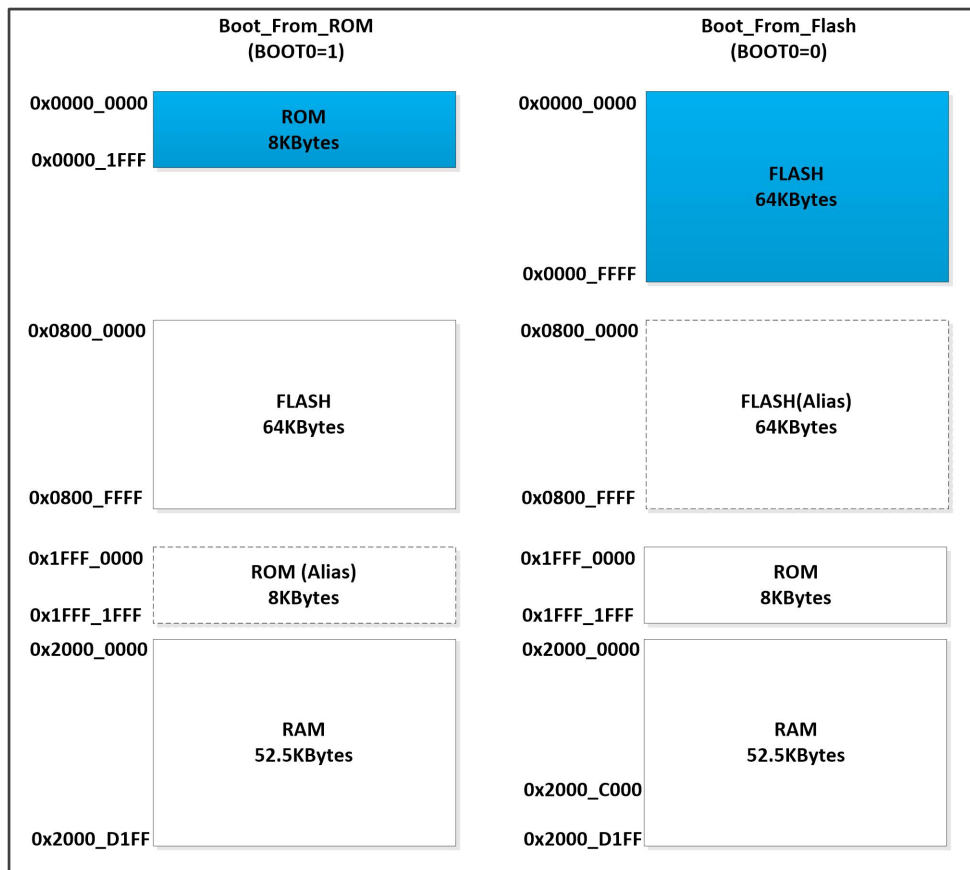 Boot_From_ROM
(BOOT0=1)
0x0000_0000
ROM
8KBytes
0x0000_1FFF
0x0800_0000
FLASH
64KBytes
0x0800_FFFF
0x1FFF_0000
ROM (Alias)
8KBytes
0x1FFF_1FFF
0x2000_0000
RAM
52.5KBytes
0x2000_D1FF
Boot_From_Flash
(BOOT0=0)
0x0000_0000
FLASH
64KBytes
0x0000_FFFF
0x0800_0000
FLASH(Alias)
64KBytes
0x0800_FFFF
0x1FFF_0000
ROM
8KBytes
0x1FFF_1FFF
0x2000_0000
RAM
52.5KBytes
0x2000_C000
0x2000_D1FF